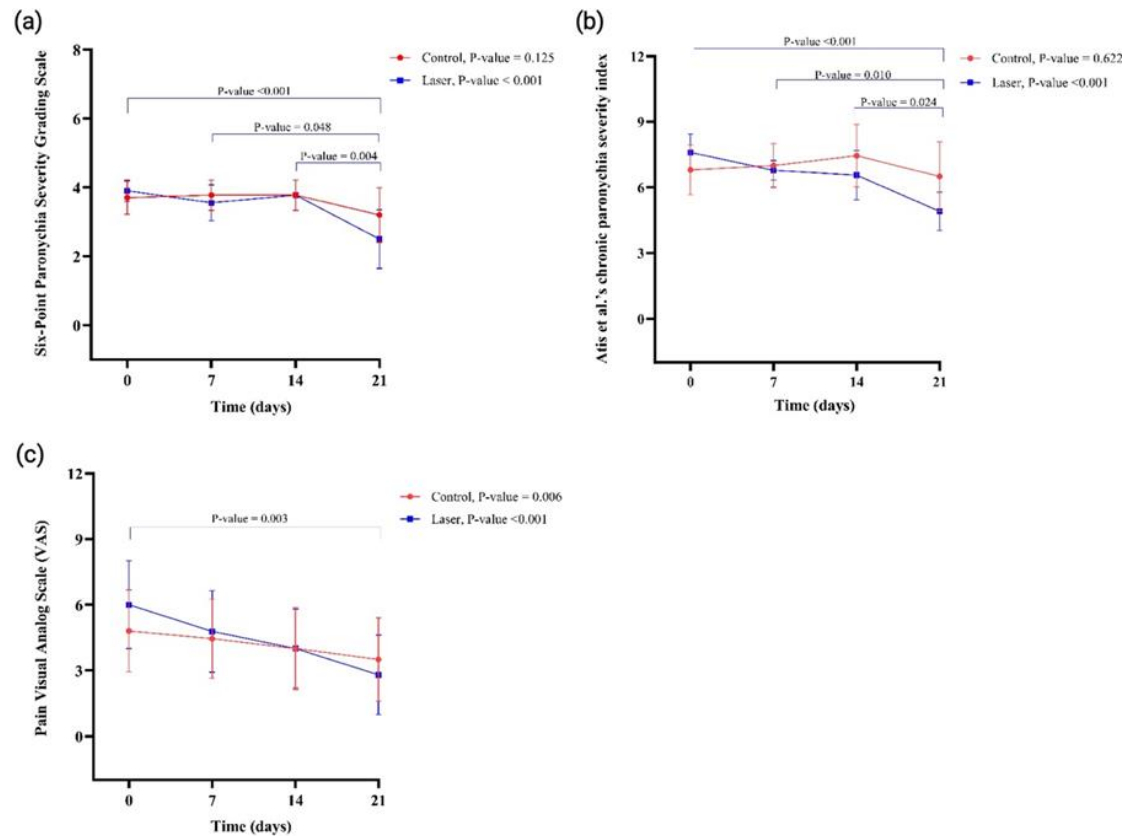 (a)
Six-Point Paronychia Severity Grading Scale
8
6
4
2
0
P-value <0.001
P-value = 0.048
P-value = 0.004
Control, P-value = 0.125
Laser, P-value < 0.001
0 7 14 21
Time (days)
(b)
Atis et al.'s chronic paronychia severity index
12
9
6
3
0
P-value <0.001
P-value = 0.010
P-value = 0.024
Control, P-value = 0.622
Laser, P-value <0.001
0 7 14 21
Time (days)
(c)
Pain Visual Analog Scale (VAS)
12
9
6
3
0
P-value = 0.003
Control, P-value = 0.006
Laser, P-value <0.001
0 7 14 21
Time (days)